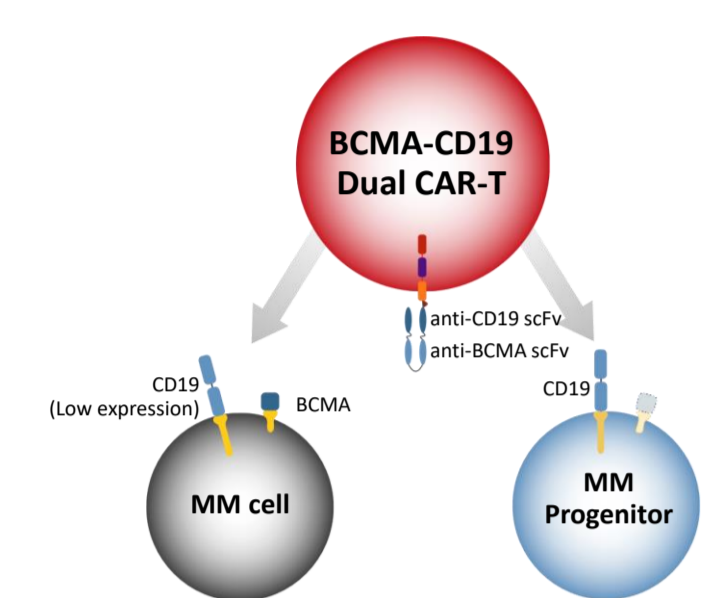 BCMA-CD19
Dual CAR-T
anti-CD19 scFv
anti-BCMA scFv
CD19
(Low expression)
BCMA
CD19
MM cell
MM
Progenitor